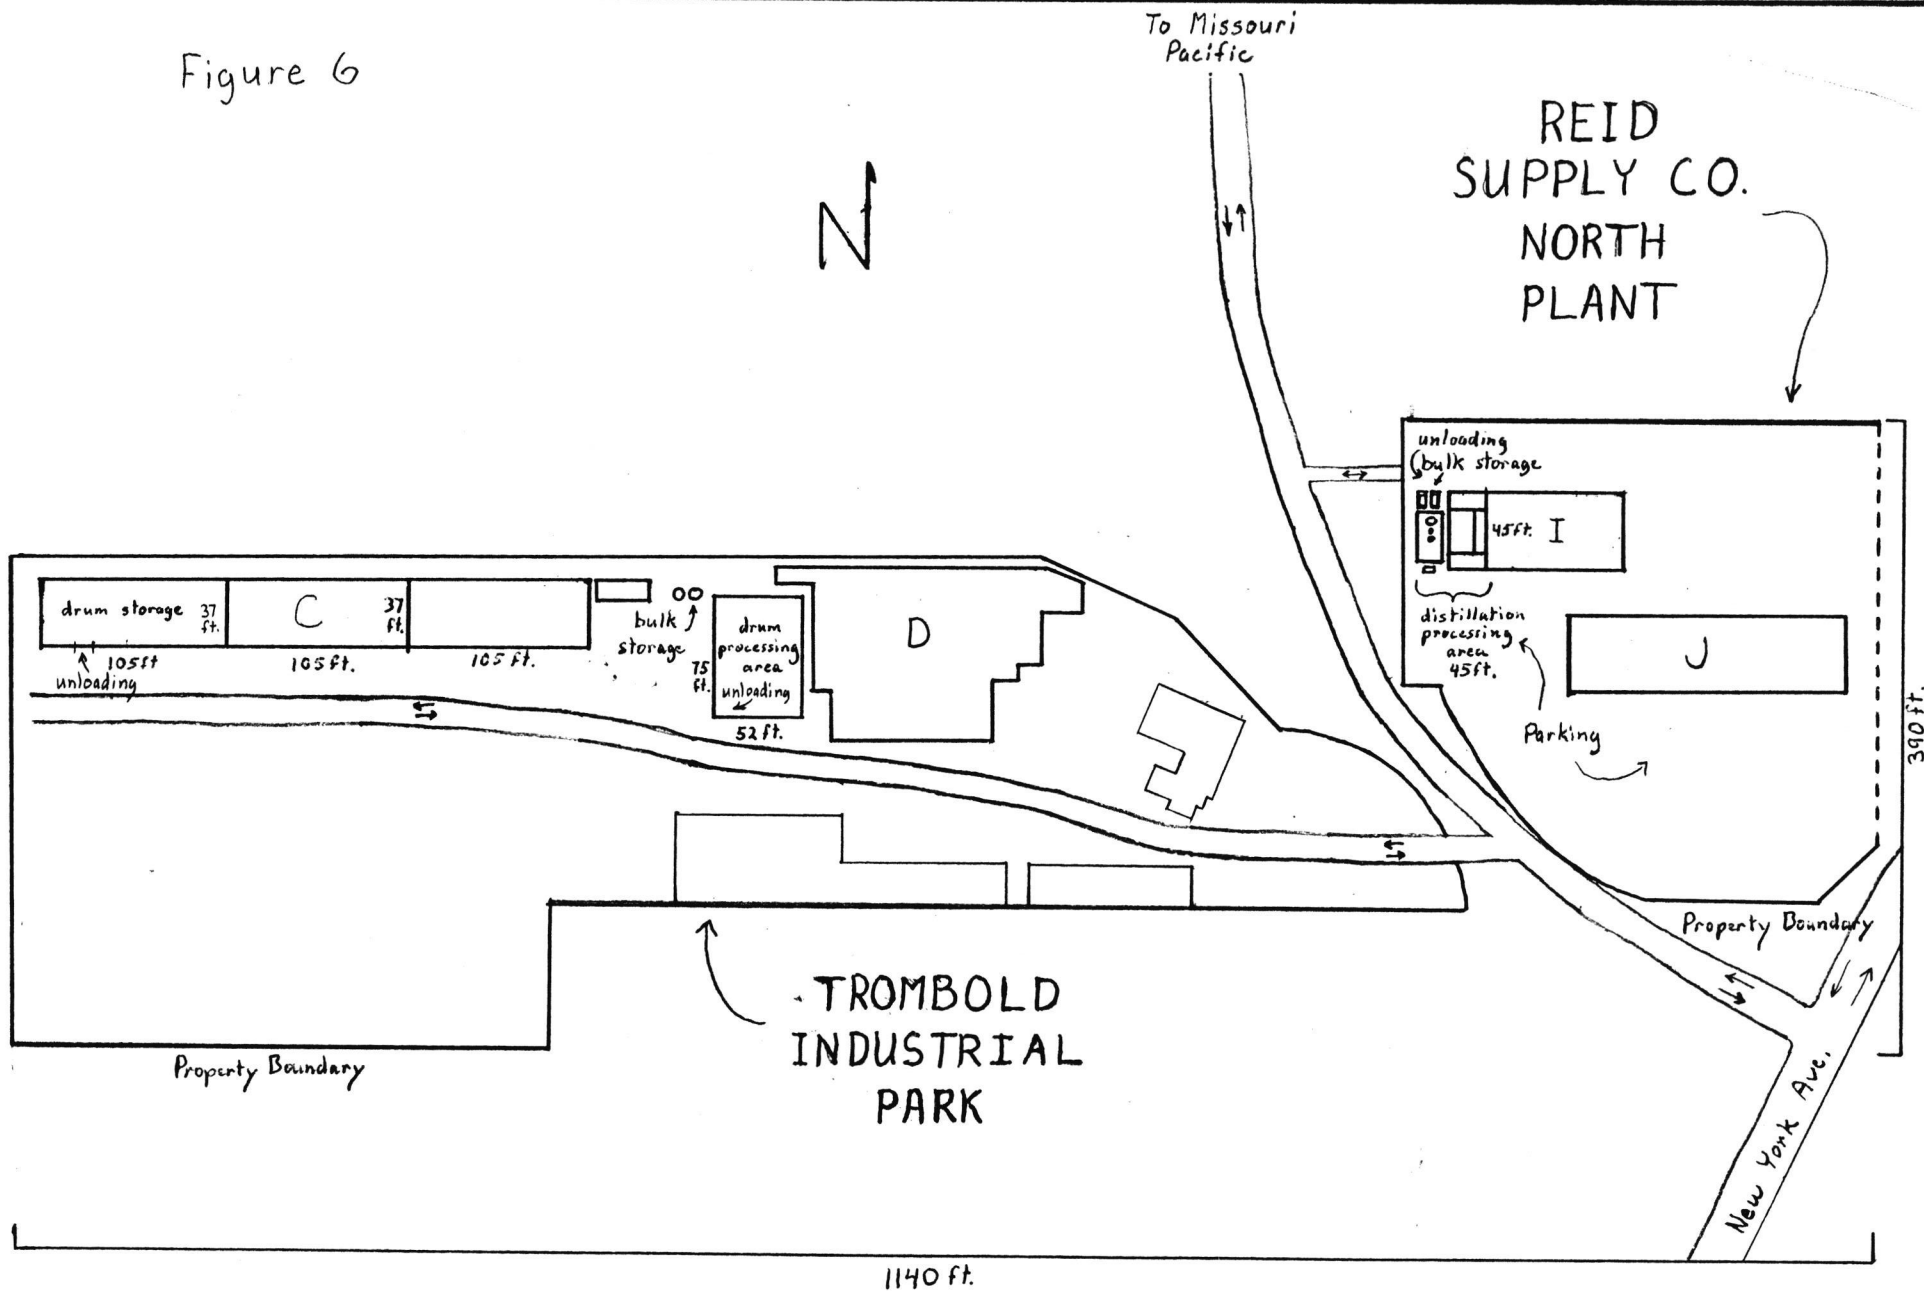 Figure 6
To Missouri
Pacific
N
REID
SUPPLY CO.
NORTH
PLANT
unloading
bulk storage
45ft.
I
distillation
processing
area
45ft.
J
Parking
390 ft.
drum storage
37
ft.
C
37
ft.
105ft
105ft.
105 ft.
unloading
bulk
storage
drum
processing
area
unloading
75
ft.
52 ft.
D
Property Boundary
Property Boundary
TROMBOLD
INDUSTRIAL
PARK
New York Ave.
1140 ft.